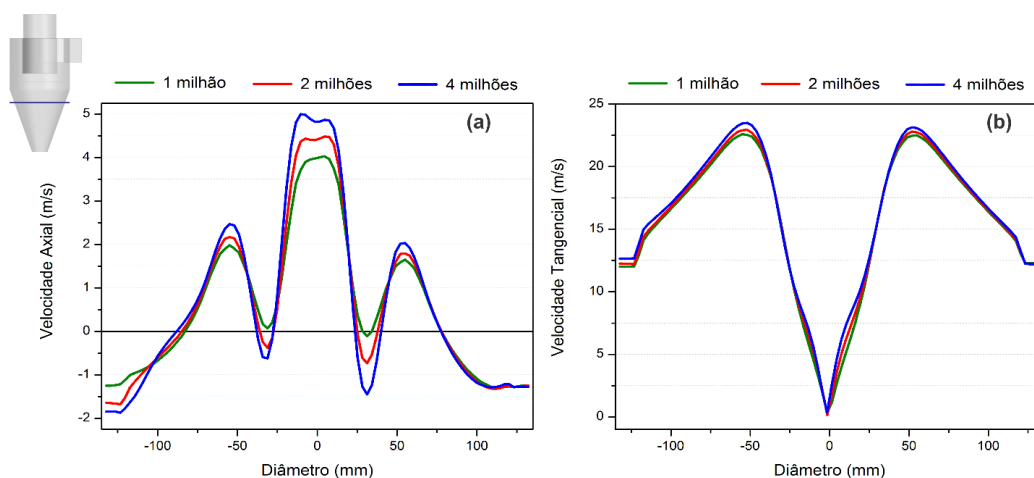 1 milhão 2 milhões 4 milhões
(a)
Velocidade Axial (m/s)
5
4
3
2
1
0
-1
-2
-100 -50 0 50 100
Diâmetro (mm)
1 milhão 2 milhões 4 milhões
(b)
Velocidade Tangencial (m/s)
25
20
15
10
5
0
-100 -50 0 50 100
Diâmetro (mm)